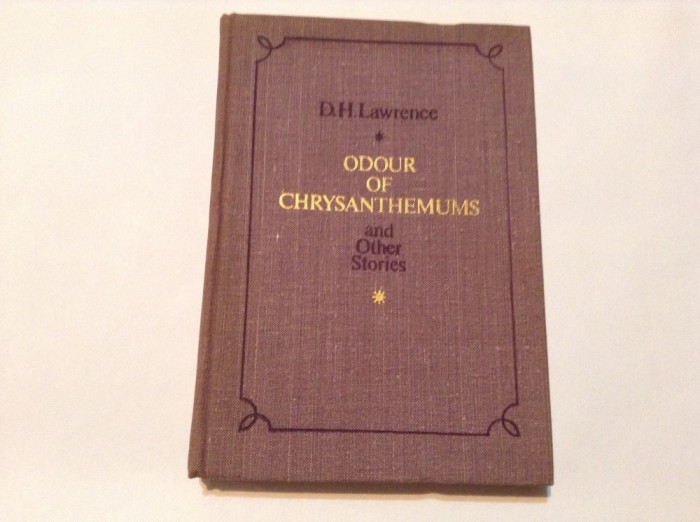 D.H.Lawrence
*
ODOUR
OF
CHRYSANTHEMUMS
and
Other
Stories
*